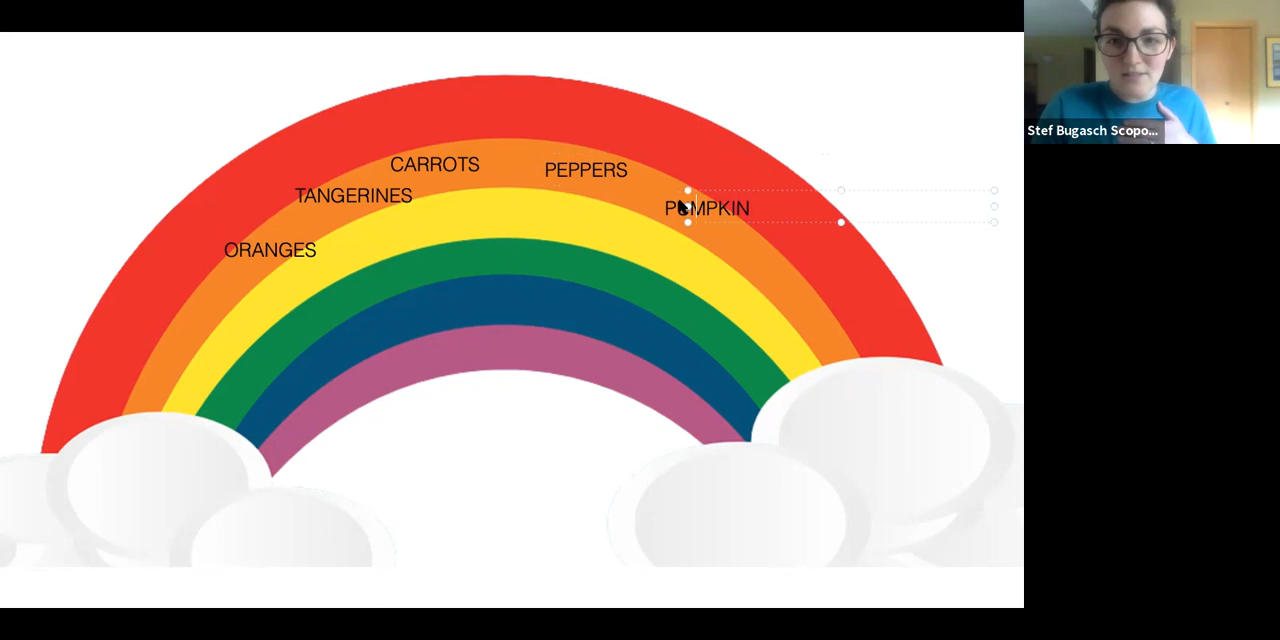 CARROTS
PEPPERS
TANGERINES
PUMPKIN
ORANGES
Stef Bugasch Scopo...